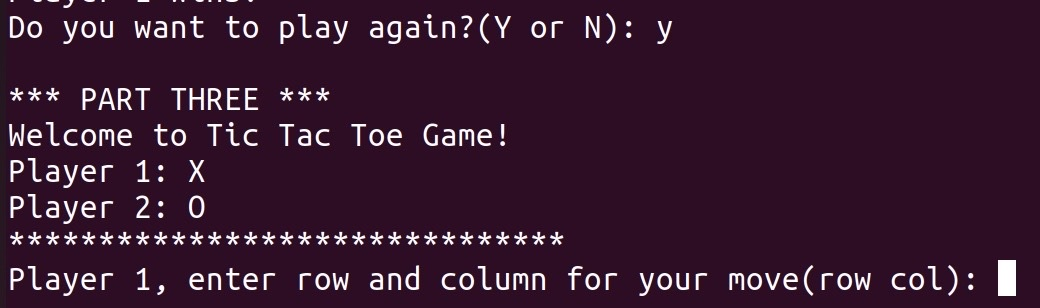 Do you want to play again?(Y or N): y
*** PART THREE ***
Welcome to Tic Tac Toe Game!
Player 1: X
Player 2: O
*******************************
Player 1, enter row and column for your move(row col):